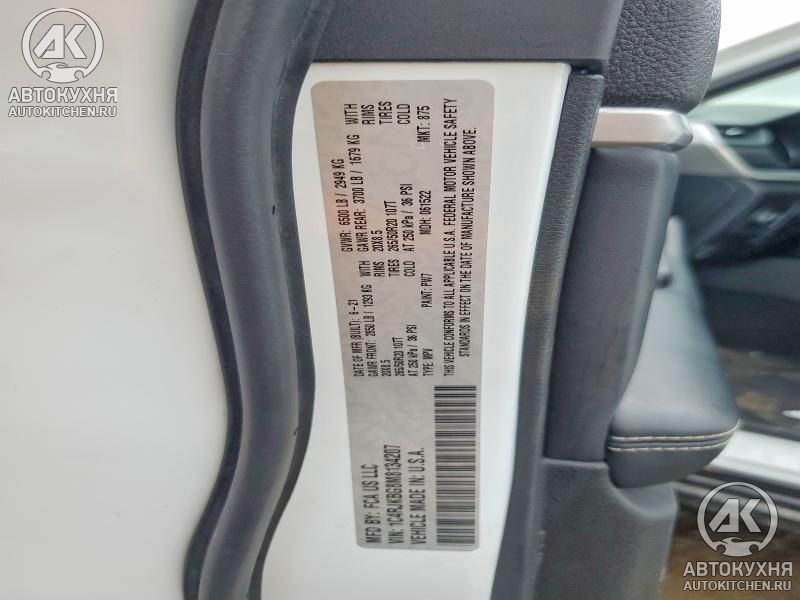 AK
АВТОКУХНЯ
AUTOKITCHEN.RU
MFD BY: FCA US LLC
DATE OF MFR (BUILT): 6-21
GVWR: 6500 LB / 2949 KG
GAWR FRONT: 2850 LB / 1293 KG WITH
GAWR REAR: 3700 LB / 1679 KG WITH
20X8.5 RIMS
20X8.5 RIMS
265/50R20 107T TIRES
265/50R20 107T TIRES
AT 250 kPa / 36 PSI COLD
AT 250 kPa / 36 PSI COLD
VIN: 1C4RJKBG8M8134207
TYPE: MPV
PAINT: PW7
MDH: 061522
MKT: 875
VEHICLE MADE IN: U.S.A.
THIS VEHICLE CONFORMS TO ALL APPLICABLE U.S.A. FEDERAL MOTOR VEHICLE SAFETY
STANDARDS IN EFFECT ON THE DATE OF MANUFACTURE SHOWN ABOVE.
AK
АВТОКУХНЯ
AUTOKITCHEN.RU